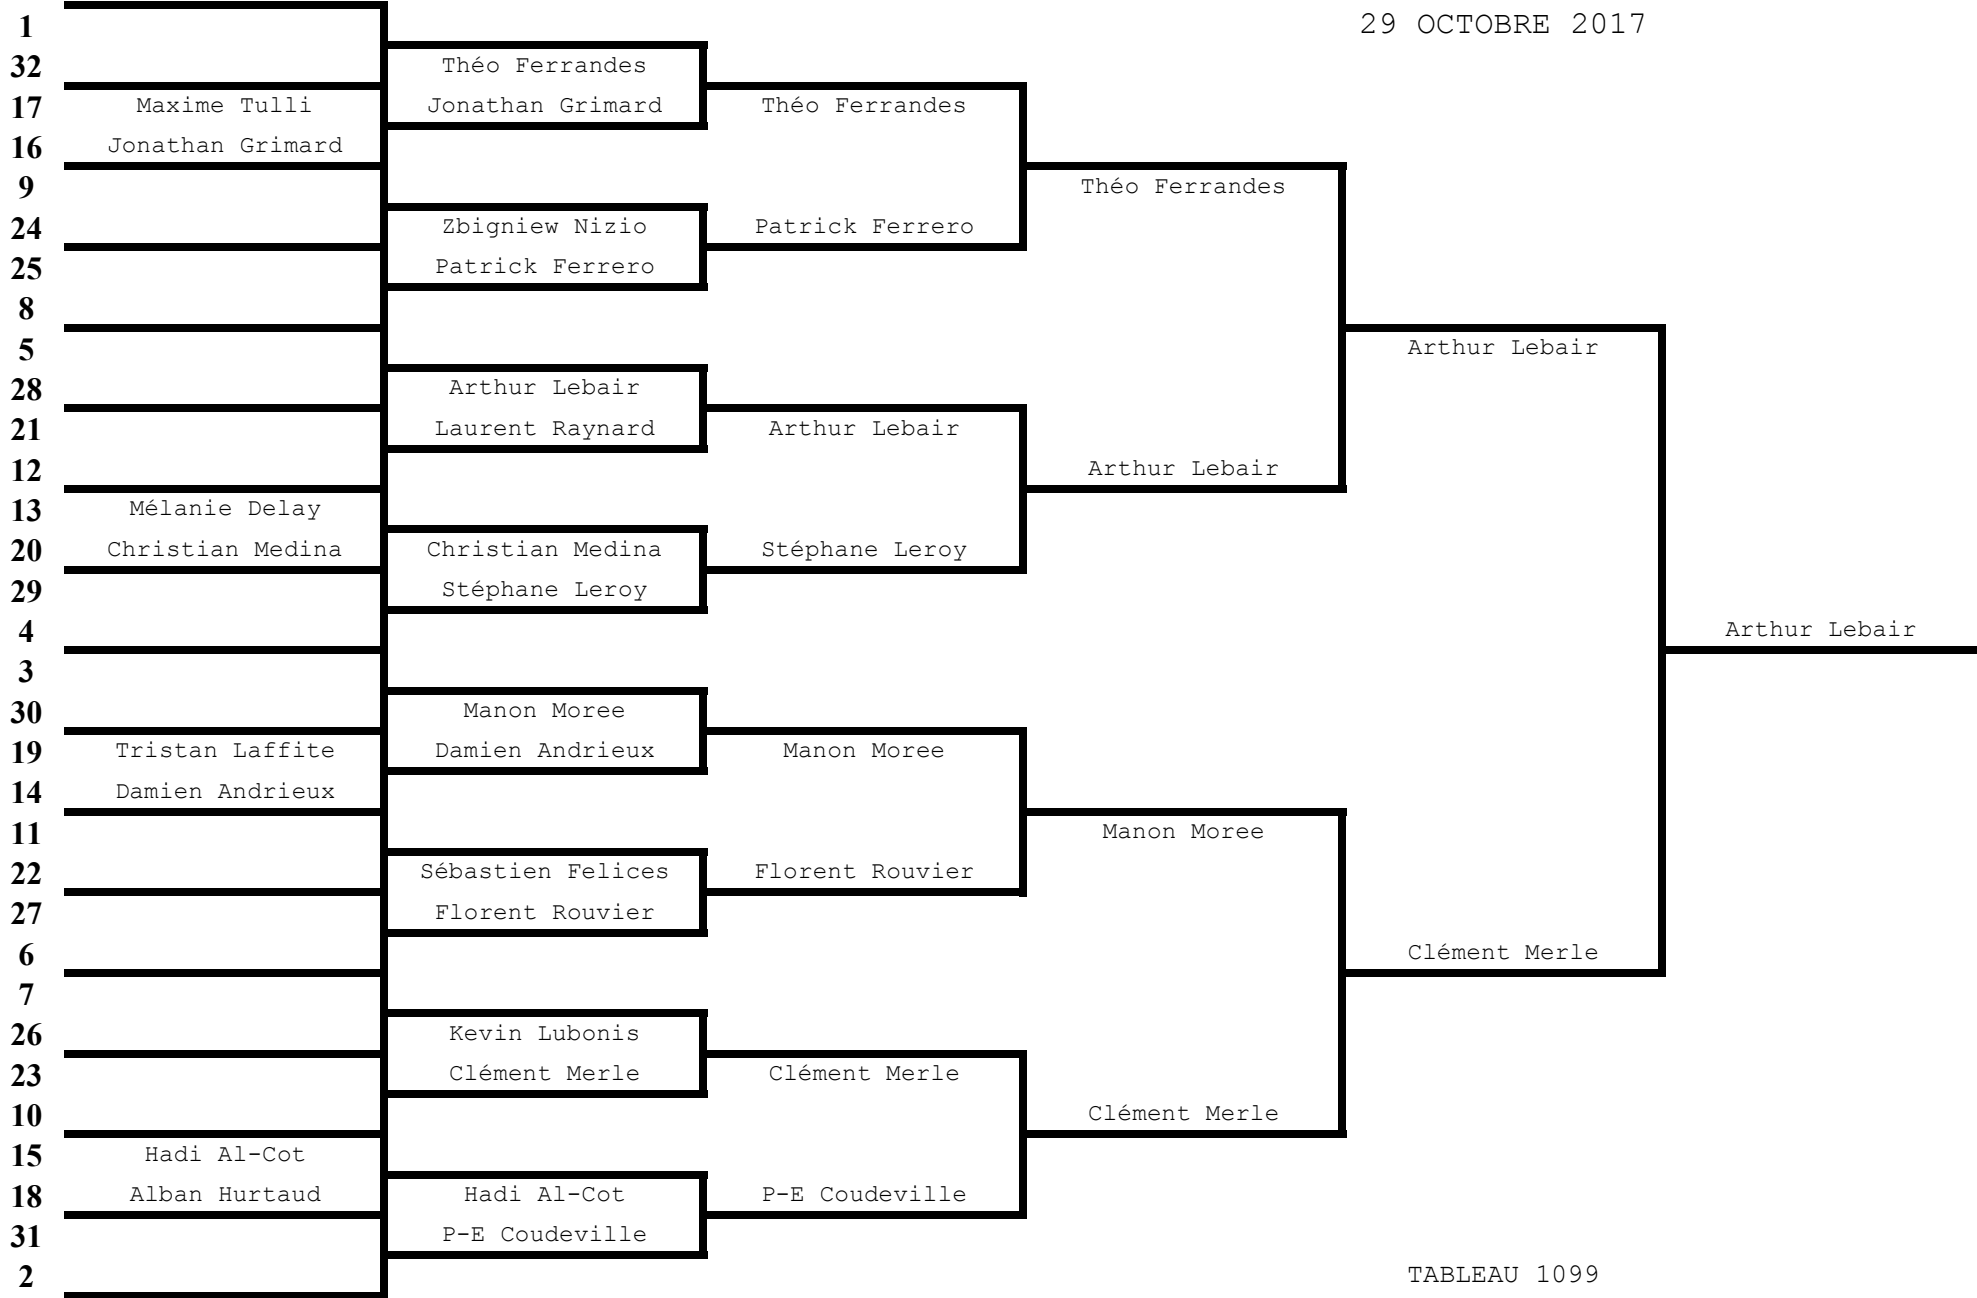 29 OCTOBRE 2017
1
32
17
16
9
24
25
8
5
28
21
12
13
20
29
4
3
30
19
14
11
22
27
6
7
26
23
10
15
18
31
2
Maxime Tulli
Jonathan Grimard
Mélanie Delay
Christian Medina
Tristan Laffite
Damien Andrieux
Hadi Al-Cot
Alban Hurtaud
Théo Ferrandes
Jonathan Grimard
Zbigniew Nizio
Patrick Ferrero
Arthur Lebair
Laurent Raynard
Christian Medina
Stéphane Leroy
Manon Moree
Damien Andrieux
Sébastien Felices
Florent Rouvier
Kevin Lubonis
Clément Merle
Hadi Al-Cot
P-E Coudeville
Théo Ferrandes
Patrick Ferrero
Arthur Lebair
Stéphane Leroy
Manon Moree
Florent Rouvier
Clément Merle
P-E Coudeville
Théo Ferrandes
Arthur Lebair
Manon Moree
Clément Merle
Arthur Lebair
Clément Merle
Arthur Lebair
TABLEAU 1099